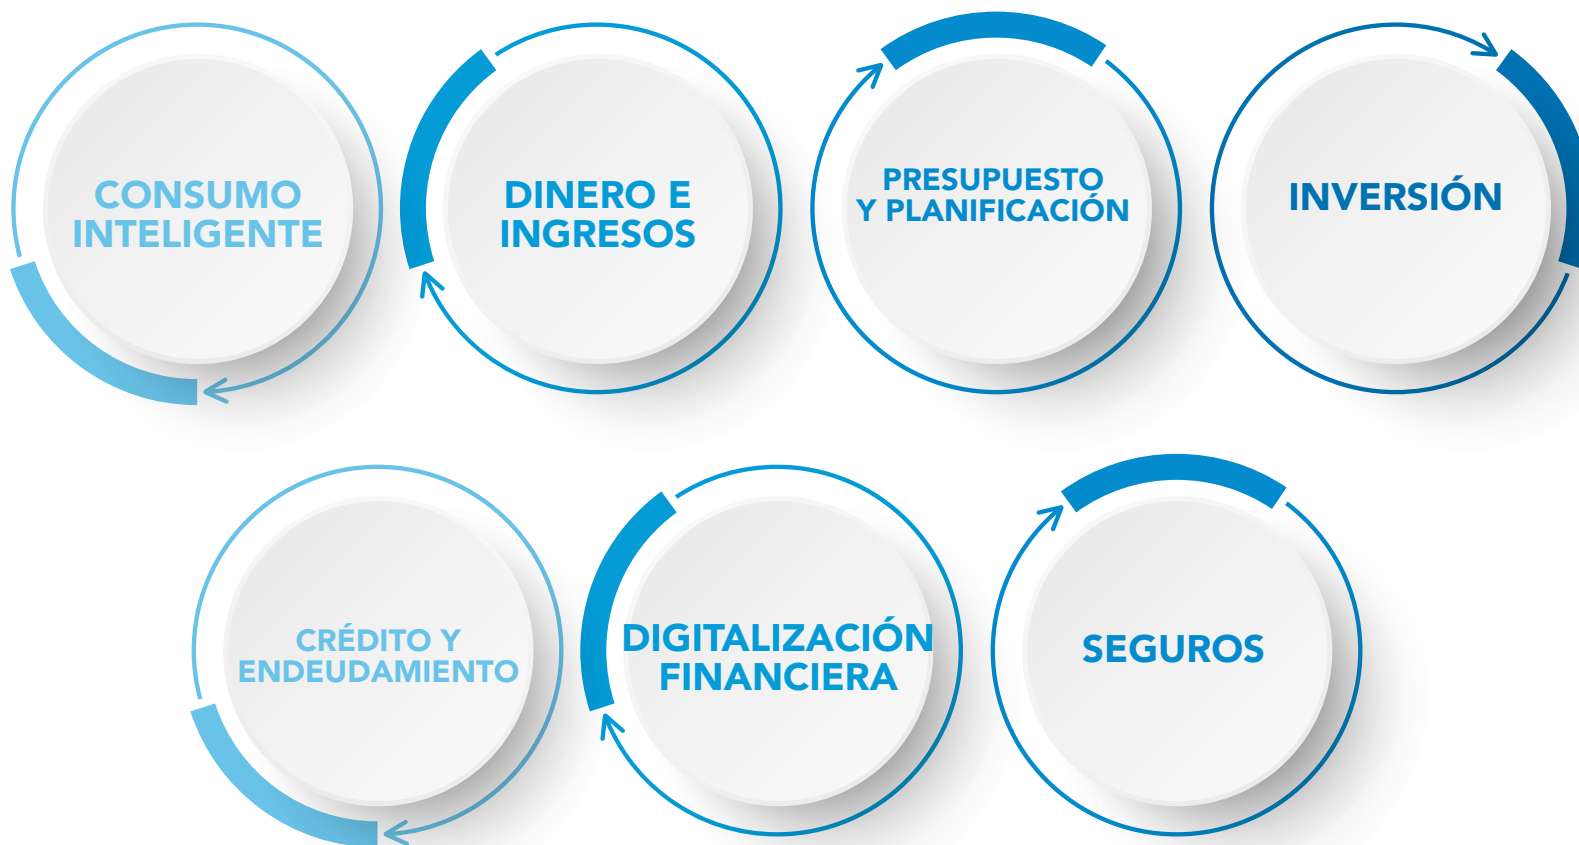 CONSUMO
INTELIGENTE
DINERO E
INGRESOS
PRESUPUESTO
Y PLANIFICACIÓN
INVERSIÓN
CRÉDITO Y
ENDEUDAMIENTO
DIGITALIZACIÓN
FINANCIERA
SEGUROS